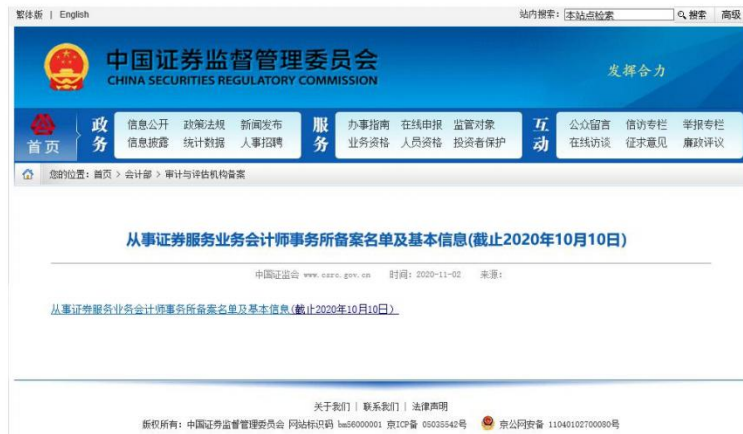 繁体版 | English 站内搜索: 本站点检索 搜索 高级
中国证券监督管理委员会
CHINA SECURITIES REGULATORY COMMISSION
发挥合力
首页 政务 信息公开 政策法规 新闻发布 服务 办事指南 在线申报 监管对象 互动 公众留言 信访专栏 举报专栏
信息披露 统计数据 人事招聘 业务资格 人员资格 投资者保护 在线访谈 征求意见 廉政评议
您的位置: 首页 > 会计部 > 审计与评估机构备案
从事证券服务业务会计师事务所备案名单及基本信息(截止2020年10月10日)
中国证监会 www.csrc.gov.cn 时间: 2020-11-02 来源:
从事证券服务业务会计师事务所备案名单及基本信息(截止2020年10月10日)
关于我们 | 联系我们 | 法律声明
版权所有: 中国证券监督管理委员会 网站标识码 bm56000001 京ICP备 05035542号 京公网安备 11040102700080号